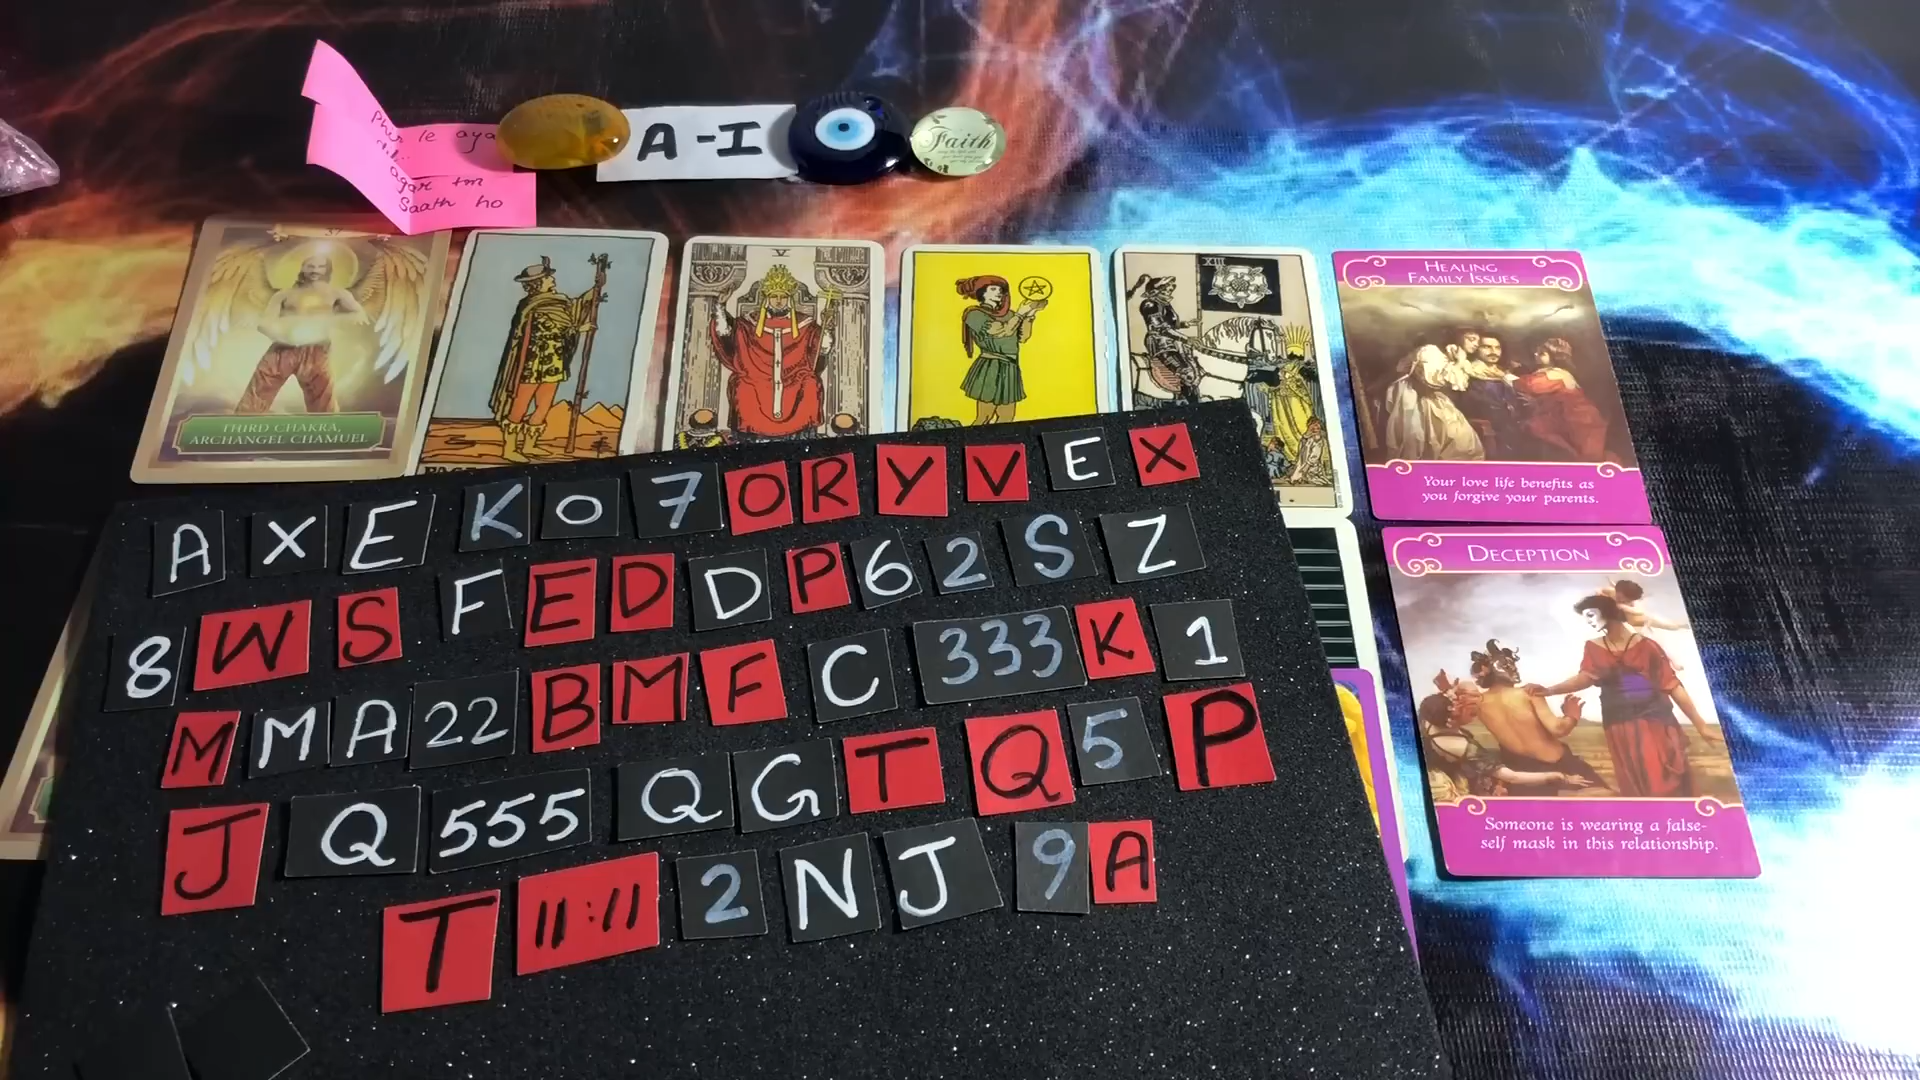 Phir le aya
dil..
agar tm
Saath ho
A-I
Faith
37
THIRD CHAKRA,
ARCHANGEL CHAMUEL
V
XIII
HEALING
FAMILY ISSUES
Your love life benefits as
you forgive your parents.
DECEPTION
Someone is wearing a false-
self mask in this relationship.
A X E K O 7 O R Y V E X
8 W S F E D D P 6 2 S Z
M M A 22 B M F C 333 K 1
J Q 555 Q G T Q 5 P
T 11:11 2 N J 9 A